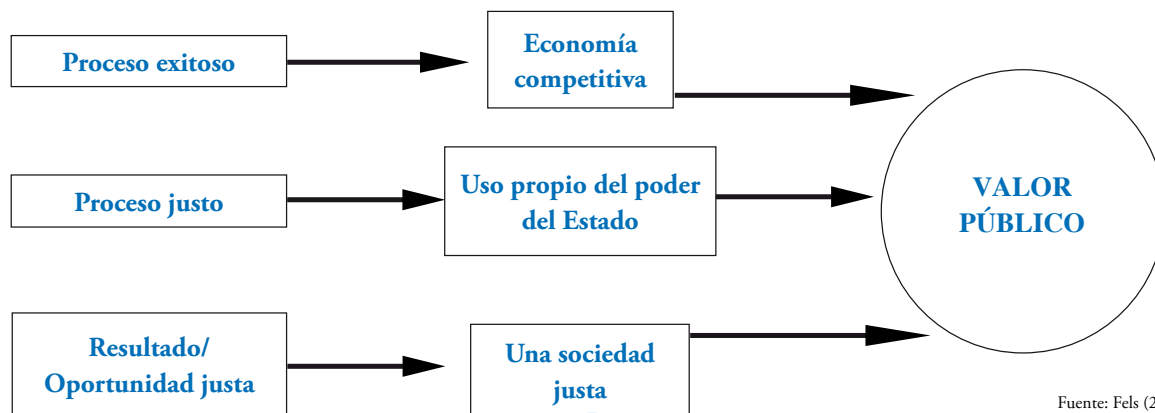 Proceso exitoso
Economía
competitiva
Proceso justo
Uso propio del poder
del Estado
VALOR
PÚBLICO
Resultado/
Oportunidad justa
Una sociedad
justa
Fuente: Fels (2